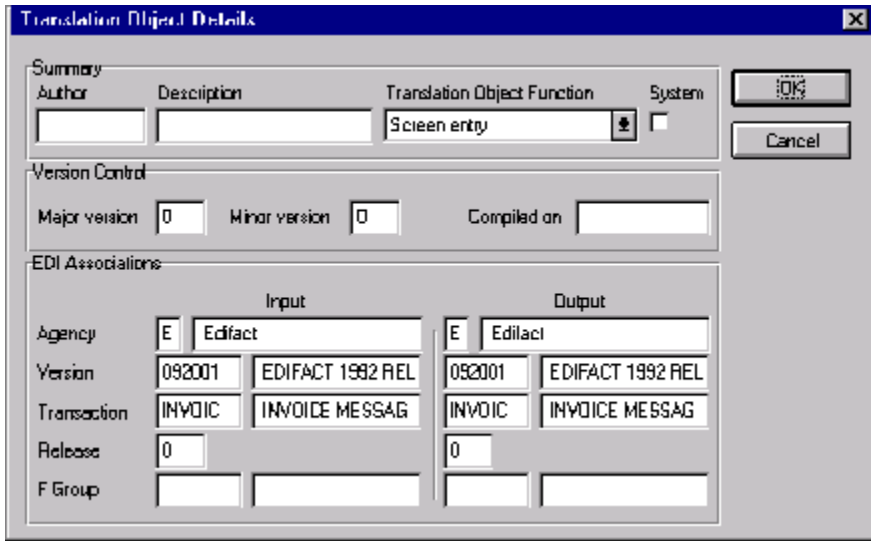 Translation Object Details
Summary
Author Description Translation Object Function System
Screen entry
OK
Cancel
Version Control
Major version 0 Minor version 0 Compiled on
EDI Associations
Input Output
Agency E Edifact E Edifact
Version 092001 EDIFACT 1992 REL 092001 EDIFACT 1992 REL
Transaction INVOIC INVOICE MESSAG INVOIC INVOICE MESSAG
Release 0 0
F Group